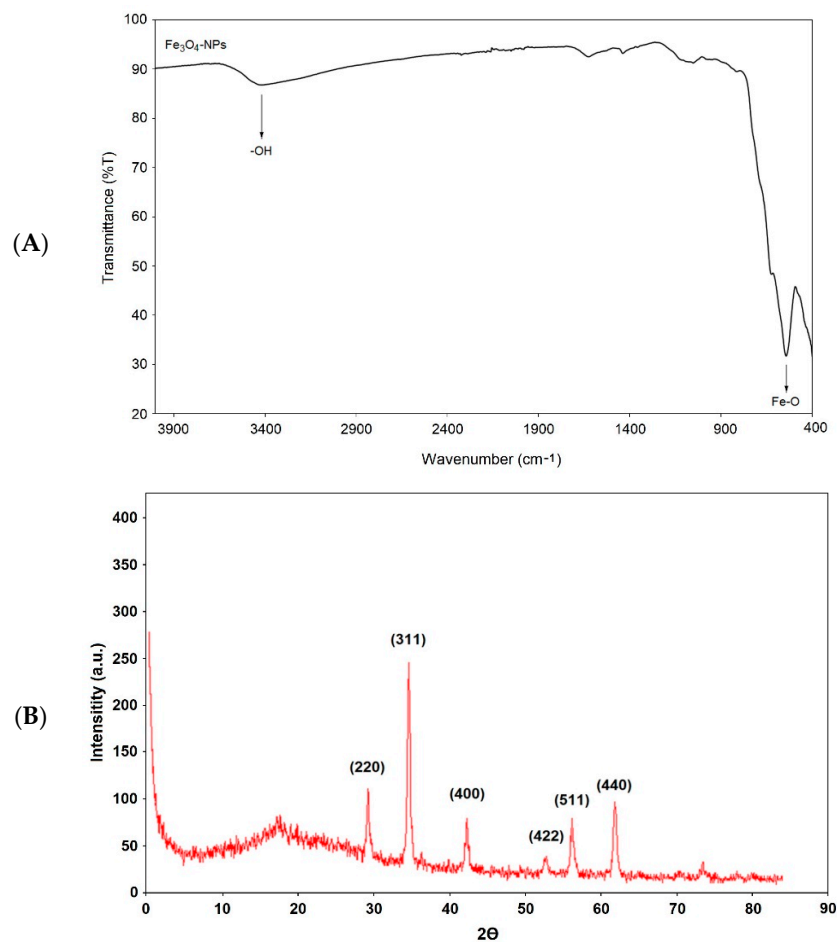 (A)
Fe₃O₄-NPs
Transmittance (%T)
100
90
80
70
60
50
40
30
20
-OH
Fe-O
3900 3400 2900 2400 1900 1400 900 400
Wavenumber (cm-1)
(B)
Intensitity (a.u.)
400
350
300
250
200
150
100
50
0
(220)
(311)
(400)
(422)
(511)
(440)
0 10 20 30 40 50 60 70 80 90
2Ɵ